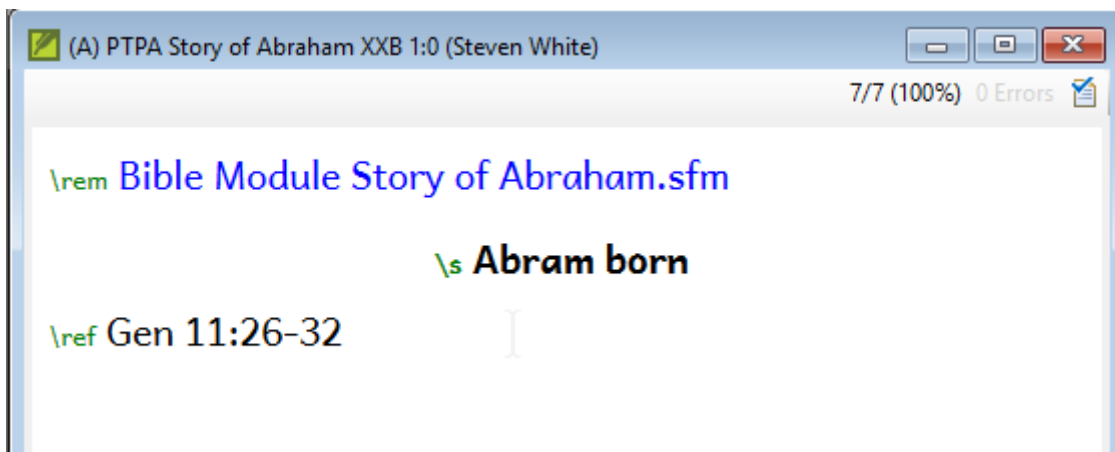 (A) PTPA Story of Abraham XXB 1:0 (Steven White)
7/7 (100%) 0 Errors
\rem Bible Module Story of Abraham.sfm
\s Abram born
\ref Gen 11:26-32